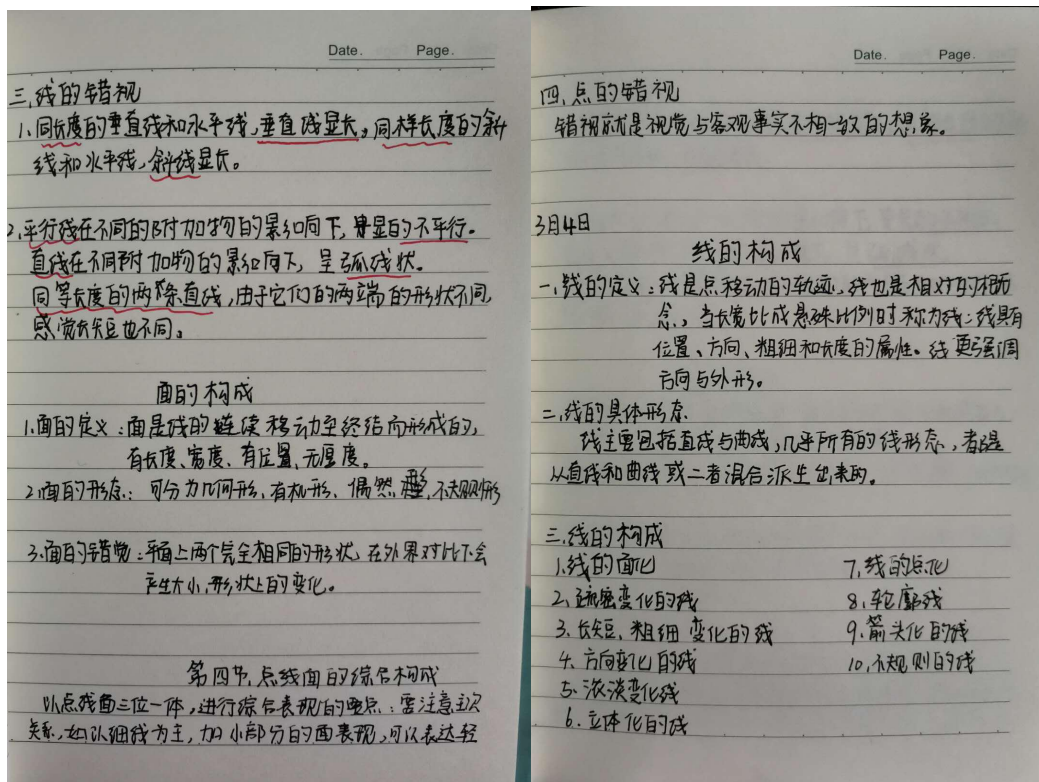 Date. Page.
三、线的错视
1.同长度的垂直线和水平线,垂直线显长。同样长度的斜
线和水平线,斜线显长。
2.平行线在不同的附加物的影响下,显的不平行。
直线在不同附加物的影响下,呈弧线状。
同等长度的两条直线,由于它们的两端的形状不同,
感觉长短也不同。
面的构成
1.面的定义:面是线的连续移动至终结而形成的,
有长度、宽度、有位置、无厚度。
2.面的形态:可分为几何形、有机形、偶然形、不规则形
3.面的错觉:平面上两个完全相同的形状,在外界对比下会
产生大小、形状上的变化。
第四节、点线面的综合构成
以点线面三位一体,进行综合表现的重点:需注意主次
关系,如以细线为主,加小部分的面表现,可以表达轻
Date. Page.
四、点的错视
错视就是视觉与客观事实不相一致的想象。
3月4日
线的构成
一、线的定义:线是点移动的轨迹、线也是相对的概
念,当长宽比成悬殊比例时称为线:线具有
位置、方向、粗细和长度的属性。线更强调
方向与外形。
二、线的具体形态
线主要包括直线与曲线,几乎所有的线形态,都是
从直线和曲线或二者混合派生出来的。
三、线的构成
1.线的面化
2.疏密变化的线
3.长短、粗细变化的线
4.方向变化的线
5.浓淡变化线
6.立体化的线
7.线的点化
8.轮廓线
9.箭头化的线
10.不规则的线